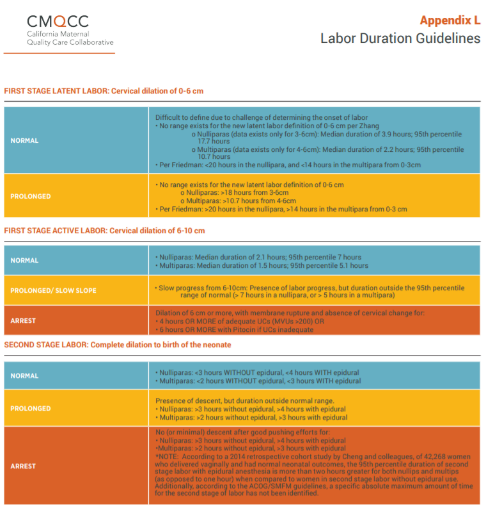 CMQCC
California Maternal
Quality Care Collaborative
Appendix L
Labor Duration Guidelines
FIRST STAGE LATENT LABOR: Cervical dilation of 0-6 cm
NORMAL
Difficult to define due to challenge of determining the onset of labor
• No range exists for the new latent labor definition of 0-6 cm per Zhang
o Nulliparas (data exists only for 3-6cm): Median duration of 3.9 hours; 95th percentile
17.7 hours
o Multiparas (data exists only for 4-6cm): Median duration of 2.2 hours; 95th percentile
10.7 hours
• Per Friedman: <20 hours in the nullipara, and <14 hours in the multipara from 0-3cm
PROLONGED
• No range exists for the new latent labor definition of 0-6 cm
o Nulliparas: >18 hours from 3-6cm
o Multiparas: >10.7 hours from 4-6cm
• Per Friedman: >20 hours in the nullipara, >14 hours in the multipara from 0-3 cm
FIRST STAGE ACTIVE LABOR: Cervical dilation of 6-10 cm
NORMAL
• Nulliparas: Median duration of 2.1 hours; 95th percentile 7 hours
• Multiparas: Median duration of 1.5 hours; 95th percentile 5.1 hours
PROLONGED/ SLOW SLOPE
• Slow progress from 6-10cm: Presence of labor progress, but duration outside the 95th percentile
range of normal (> 7 hours in a nullipara, or > 5 hours in a multipara)
ARREST
Dilation of 6 cm or more, with membrane rupture and absence of cervical change for:
• 4 hours OR MORE of adequate UCs (MVUs >200) OR
• 6 hours OR MORE with Pitocin if UCs inadequate
SECOND STAGE LABOR: Complete dilation to birth of the neonate
NORMAL
• Nulliparas: <3 hours WITHOUT epidural, <4 hours WITH epidural
• Multiparas: <2 hours WITHOUT epidural, <3 hours WITH epidural
PROLONGED
Presence of descent, but duration outside normal range.
• Nulliparas: >3 hours without epidural, >4 hours with epidural
• Multiparas: >2 hours without epidural, >3 hours with epidural
ARREST
No (or minimal) descent after good pushing efforts for:
• Nulliparas: >3 hours without epidural, >4 hours with epidural
•Multiparas: >2 hours without epidural, >3 hours with epidural
*NOTE: According to a 2014 retrospective cohort study by Cheng and colleagues, of 42,268 women
who delivered vaginally and had normal neonatal outcomes, the 95th percentile duration of second
stage labor with epidural anesthesia is more than two hours greater for both nullips and multips
(as opposed to one hour) when compared to women in second stage labor without epidural use.
Additionally, according to the ACOG/SMFM guidelines, a specific absolute maximum amount of time
for the second stage of labor has not been identified.